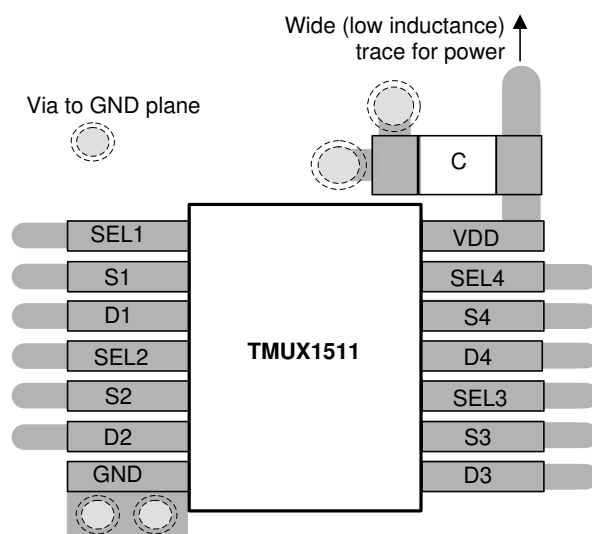 Wide (low inductance)
trace for power
Via to GND plane
C
SEL1
VDD
S1
SEL4
D1
S4
SEL2
TMUX1511
D4
S2
SEL3
D2
S3
GND
D3